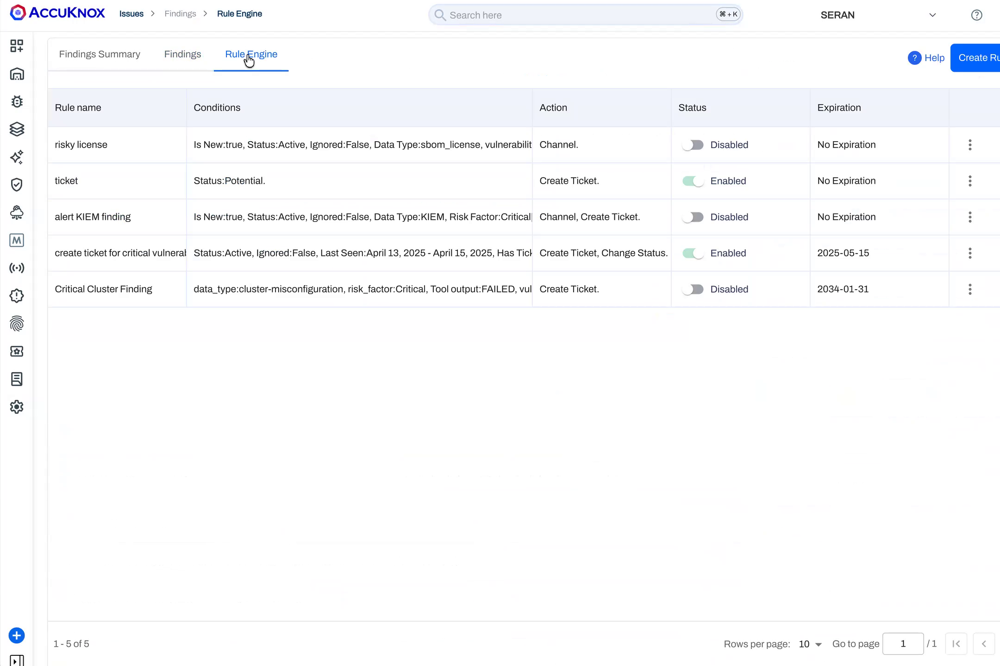 ACCUKNOX Issues > Findings > Rule Engine Search here ⌘ + K SERAN ?
Findings Summary Findings Rule Engine ? Help Create Ru
Rule name Conditions Action Status Expiration
risky license Is New:true, Status:Active, Ignored:False, Data Type:sbom_license, vulnerabilit Channel. Disabled No Expiration
ticket Status:Potential. Create Ticket. Enabled No Expiration
alert KIEM finding Is New:true, Status:Active, Ignored:False, Data Type:KIEM, Risk Factor:Critical Channel, Create Ticket. Disabled No Expiration
create ticket for critical vulnerab Status:Active, Ignored:False, Last Seen:April 13, 2025 - April 15, 2025, Has Tick Create Ticket, Change Status. Enabled 2025-05-15
Critical Cluster Finding data_type:cluster-misconfiguration, risk_factor:Critical, Tool output:FAILED, vul Create Ticket. Disabled 2034-01-31
M
1 - 5 of 5 Rows per page: 10 Go to page 1 / 1